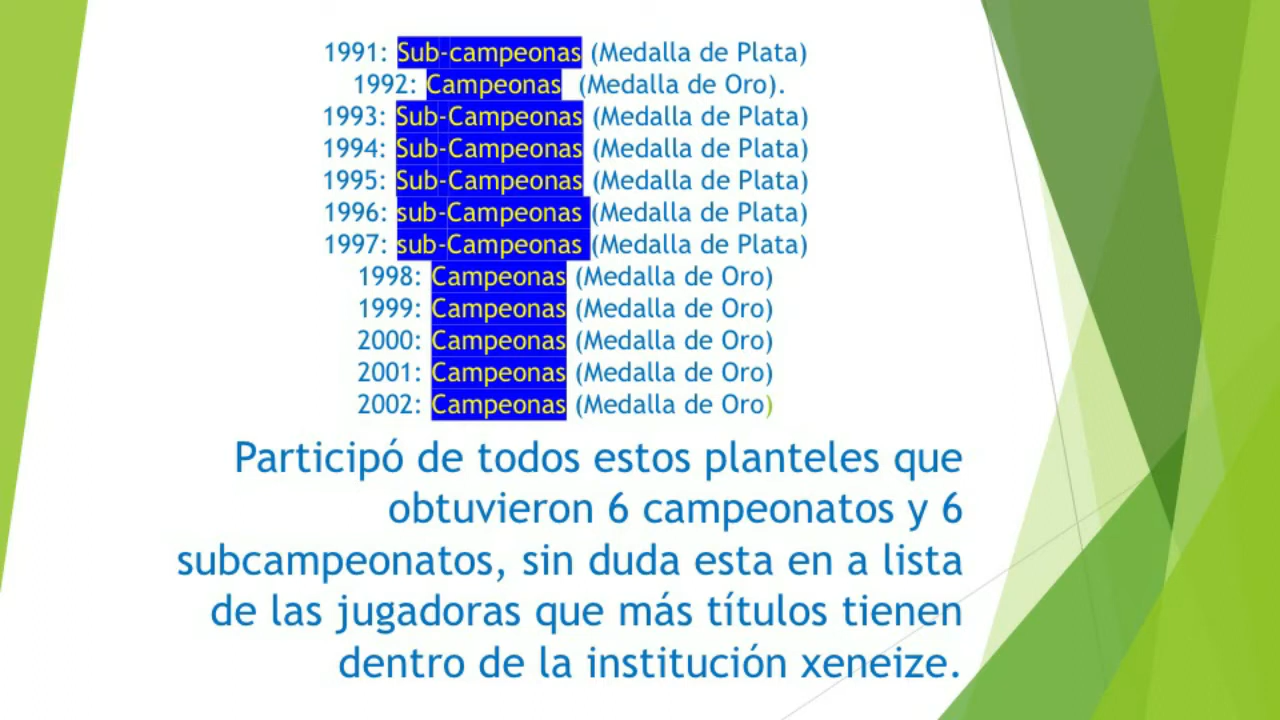 1991: Sub-campeonas (Medalla de Plata)
1992: Campeonas (Medalla de Oro).
1993: Sub-Campeonas (Medalla de Plata)
1994: Sub-Campeonas (Medalla de Plata)
1995: Sub-Campeonas (Medalla de Plata)
1996: sub-Campeonas (Medalla de Plata)
1997: sub-Campeonas (Medalla de Plata)
1998: Campeonas (Medalla de Oro)
1999: Campeonas (Medalla de Oro)
2000: Campeonas (Medalla de Oro)
2001: Campeonas (Medalla de Oro)
2002: Campeonas (Medalla de Oro)
Participó de todos estos planteles que
obtuvieron 6 campeonatos y 6
subcampeonatos, sin duda esta en a lista
de las jugadoras que más títulos tienen
dentro de la institución xeneize.